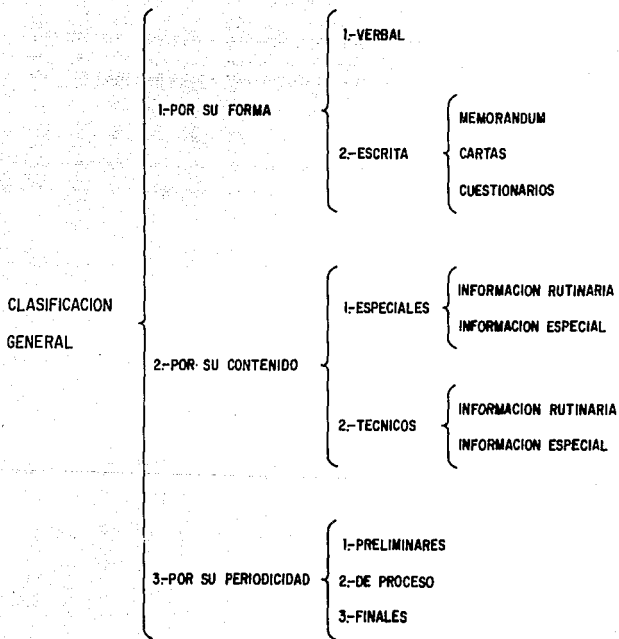 CLASIFICACION
GENERAL
1.-POR SU FORMA
1.-VERBAL
2.-ESCRITA
MEMORANDUM
CARTAS
CUESTIONARIOS
2.-POR SU CONTENIDO
1.-ESPECIALES
INFORMACION RUTINARIA
INFORMACION ESPECIAL
2.-TECNICOS
INFORMACION RUTINARIA
INFORMACION ESPECIAL
3.-POR SU PERIODICIDAD
1.-PRELIMINARES
2.-DE PROCESO
3.-FINALES